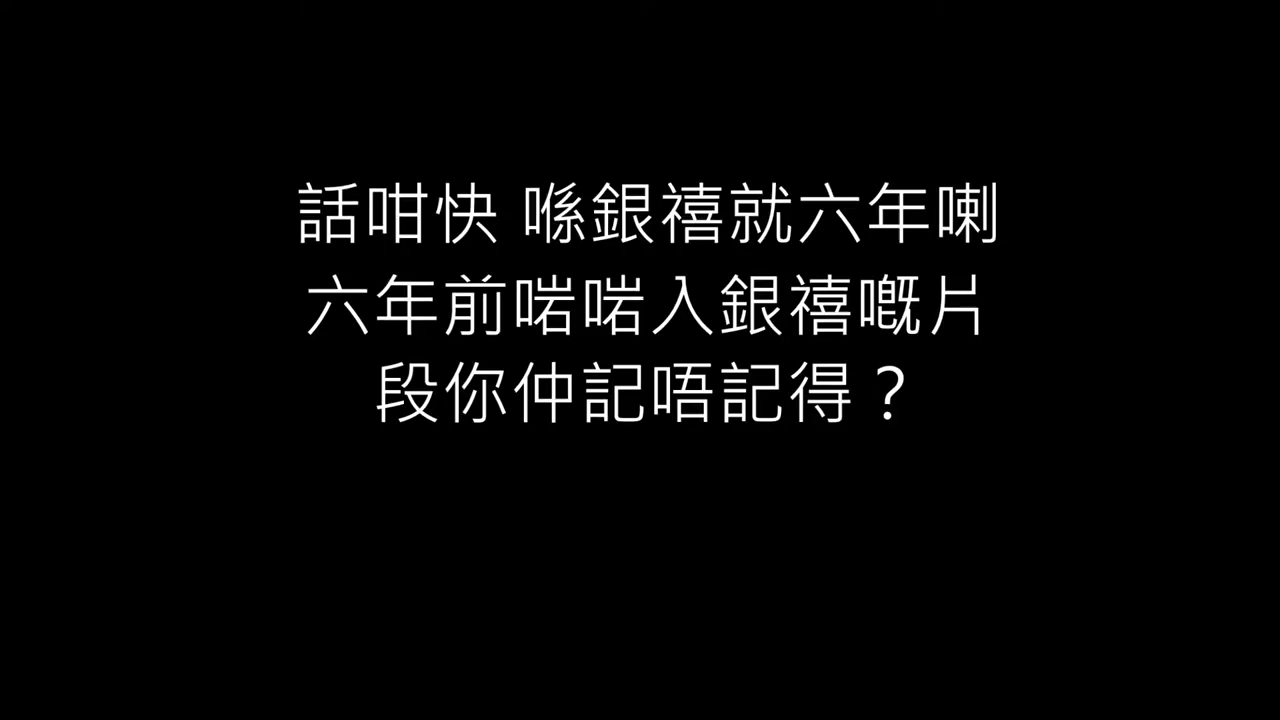 話咁快 喺銀禧就六年喇
六年前啱啱入銀禧嘅片
段你仲記唔記得？